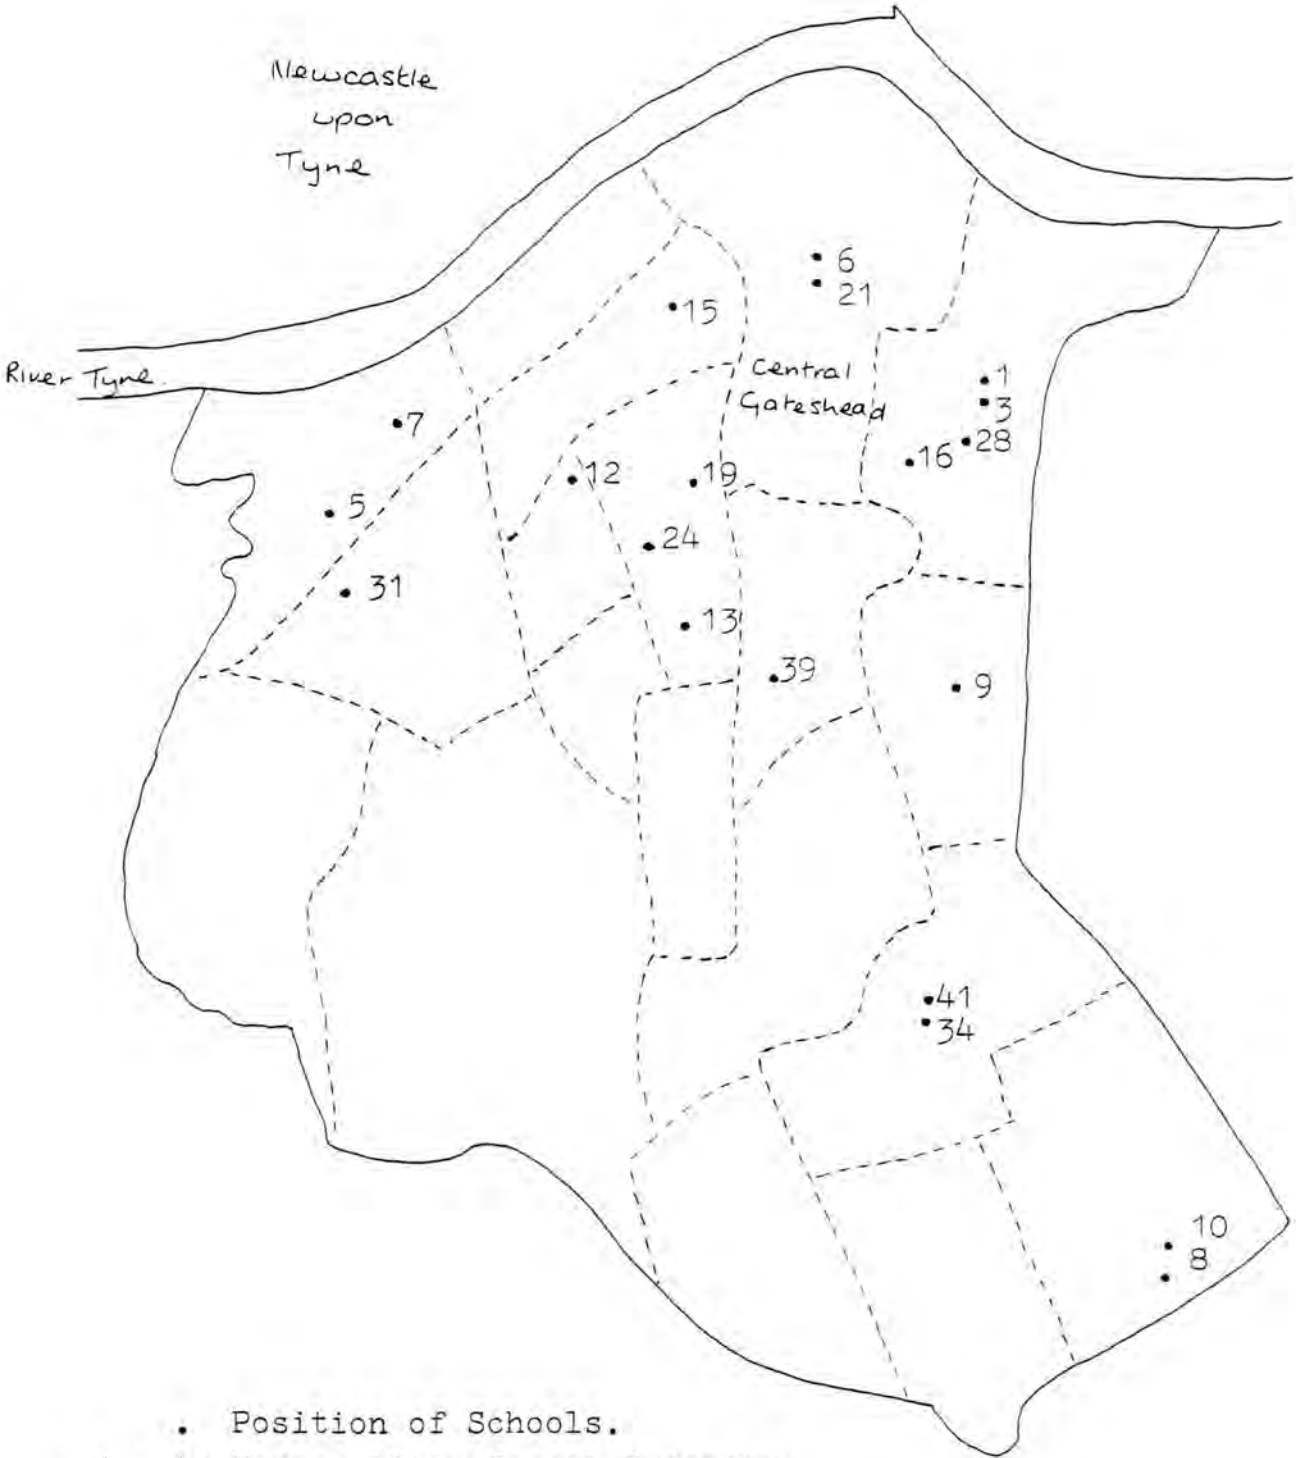 Newcastle
upon
Tyne
6
21
15
River Tyne.
Central
Gateshead
1
3
7
28
16
12
19
5
24
31
13
39
9
41
34
10
8
. Position of Schools.